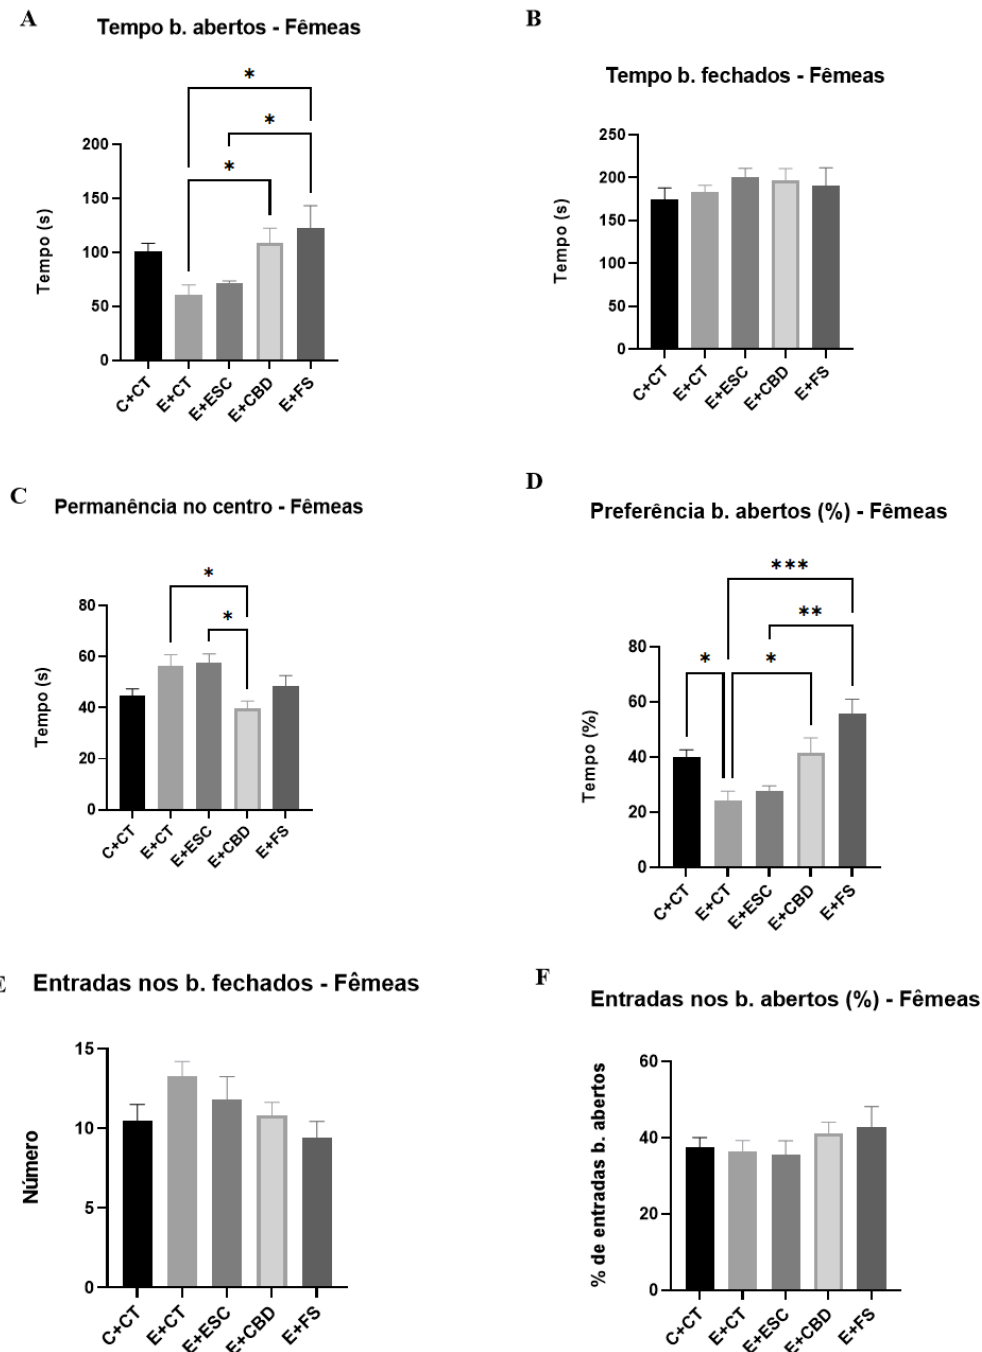 A
Tempo b. abertos - Fêmeas
*
*
*
200
150
100
50
0
Tempo (s)
C+CT
E+CT
E+ESC
E+CBD
E+FS
B
Tempo b. fechados - Fêmeas
250
200
150
100
50
0
Tempo (s)
C+CT
E+CT
E+ESC
E+CBD
E+FS
C
Permanência no centro - Fêmeas
*
*
80
60
40
20
0
Tempo (s)
C+CT
E+CT
E+ESC
E+CBD
E+FS
D
Preferência b. abertos (%) - Fêmeas
***
**
*
*
80
60
40
20
0
Tempo (%)
C+CT
E+CT
E+ESC
E+CBD
E+FS
E
Entradas nos b. fechados - Fêmeas
15
10
5
0
Número
C+CT
E+CT
E+ESC
E+CBD
E+FS
F
Entradas nos b. abertos (%) - Fêmeas
60
40
20
0
% de entradas b. abertos
C+CT
E+CT
E+ESC
E+CBD
E+FS